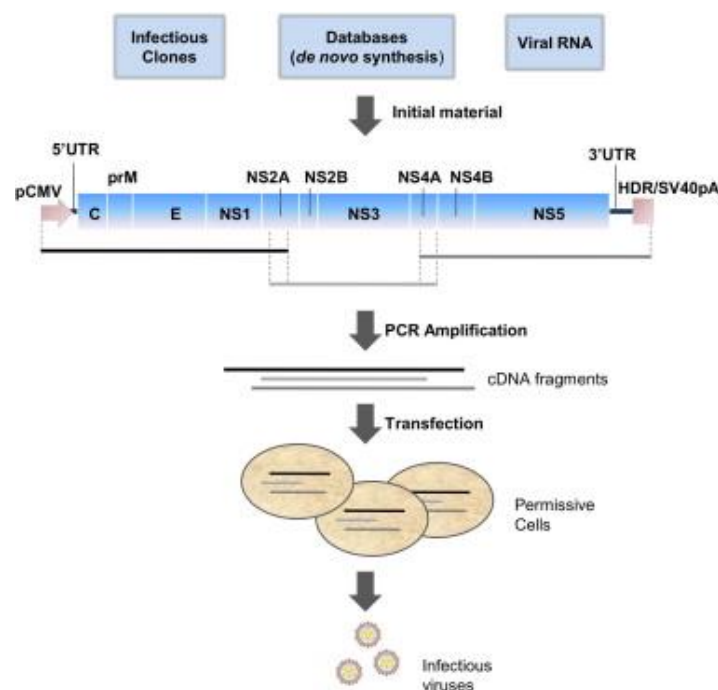 Infectious
Clones
Databases
(de novo synthesis)
Viral RNA
Initial material
5'UTR
3'UTR
prM
NS2A
NS2B
NS4A
NS4B
pCMV
HDR/SV40pA
C
E
NS1
NS3
NS5
PCR Amplification
cDNA fragments
Transfection
Permissive
Cells
Infectious
viruses